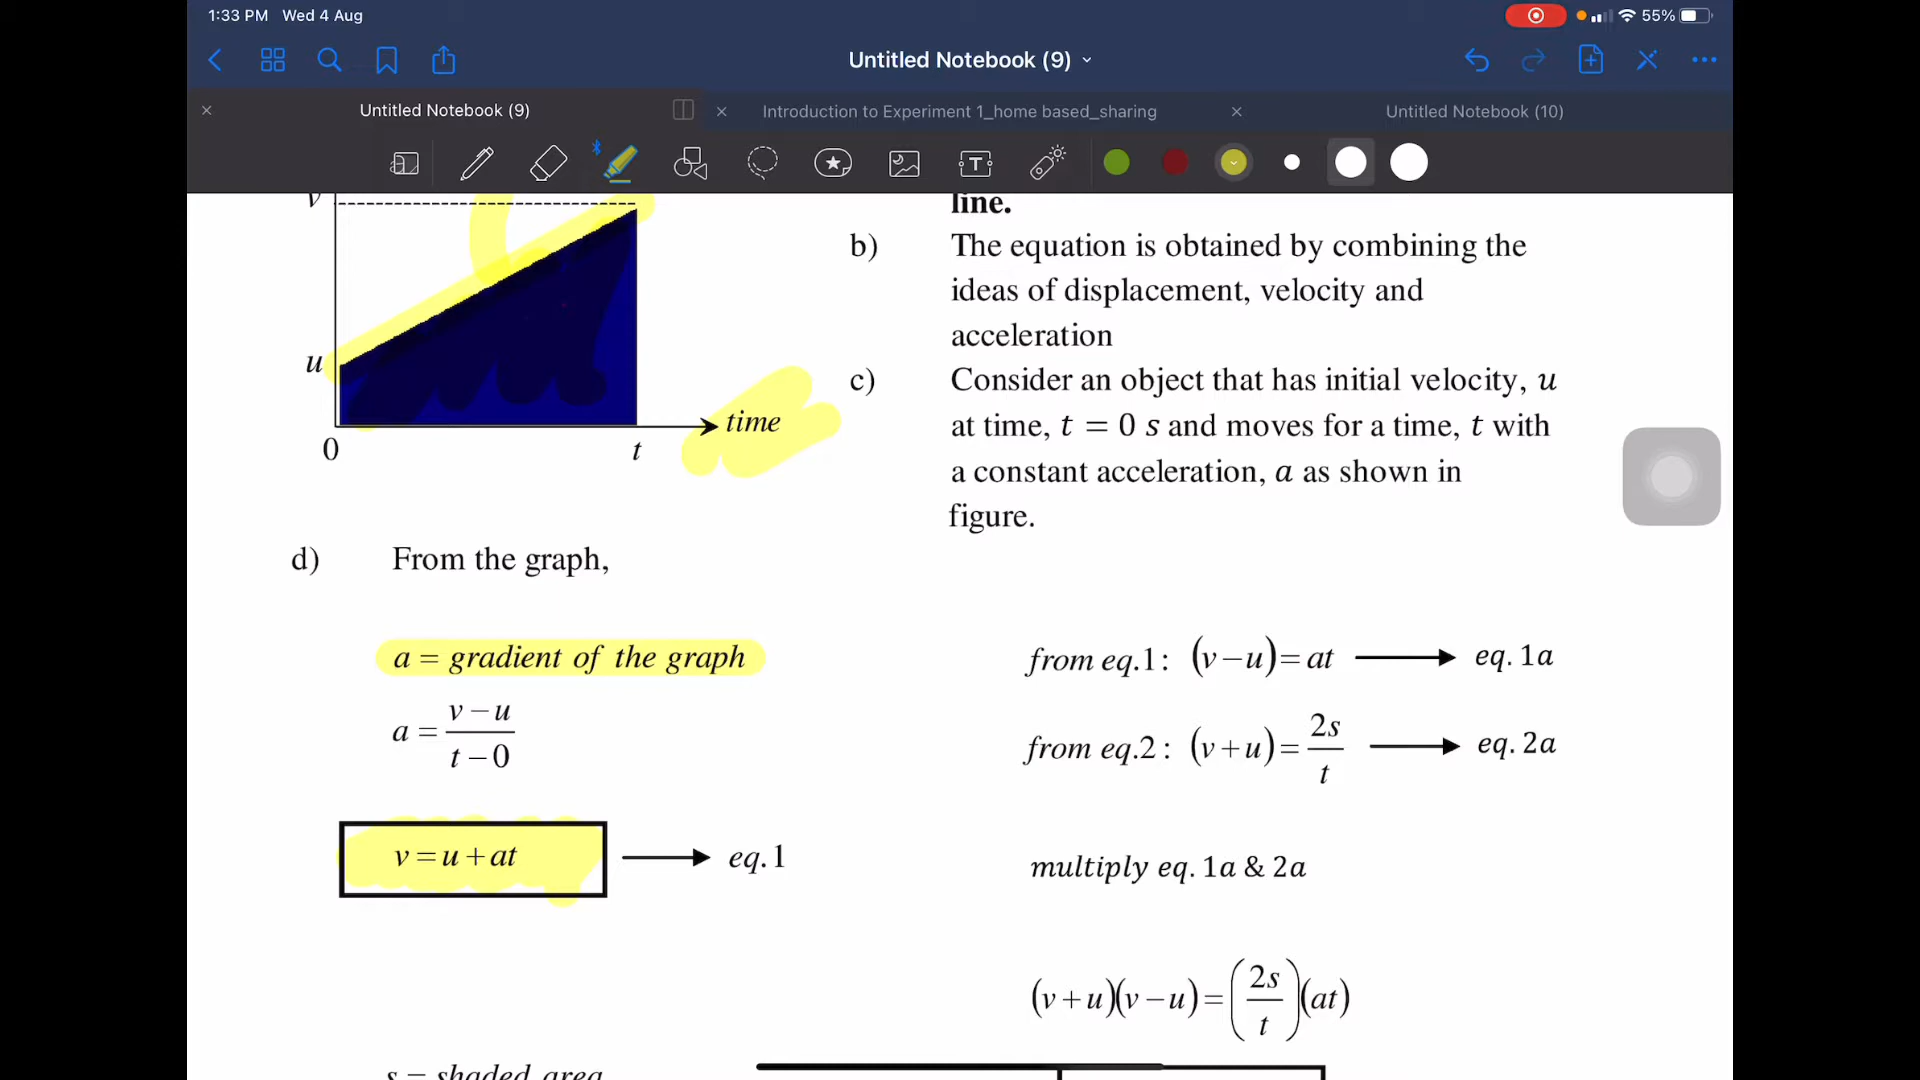 1:33 PM Wed 4 Aug
55%
Untitled Notebook (9)
Untitled Notebook (9)
Introduction to Experiment 1_home based_sharing
Untitled Notebook (10)
v
u
0
t
time
line.
b) The equation is obtained by combining the
ideas of displacement, velocity and
acceleration
c) Consider an object that has initial velocity, u
at time, t = 0 s and moves for a time, t with
a constant acceleration, a as shown in
figure.
d) From the graph,
a = gradient of the graph
a = (v − u)/(t − 0)
v = u + at
eq.1
s = shaded area
from eq.1: (v−u)= at
eq. 1a
from eq.2: (v+u)= 2s/t
eq. 2a
multiply eq. 1a & 2a
(v+u)(v−u)=(2s/t)(at)